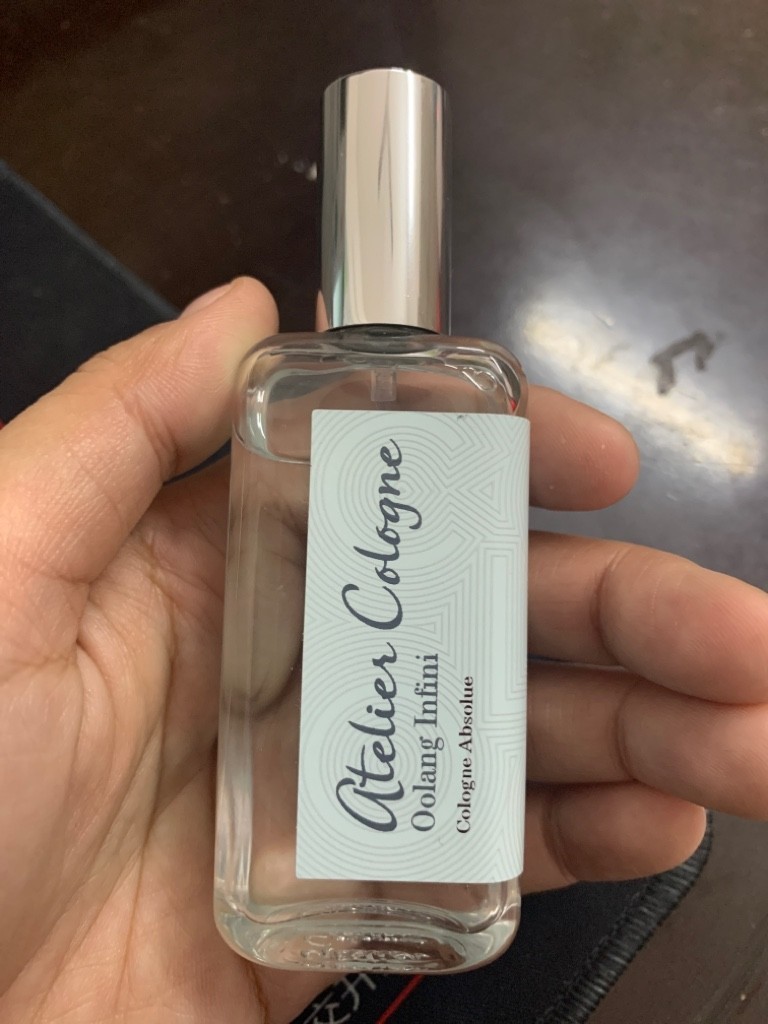 Atelier Cologne
Oolang Infini
Cologne Absolue